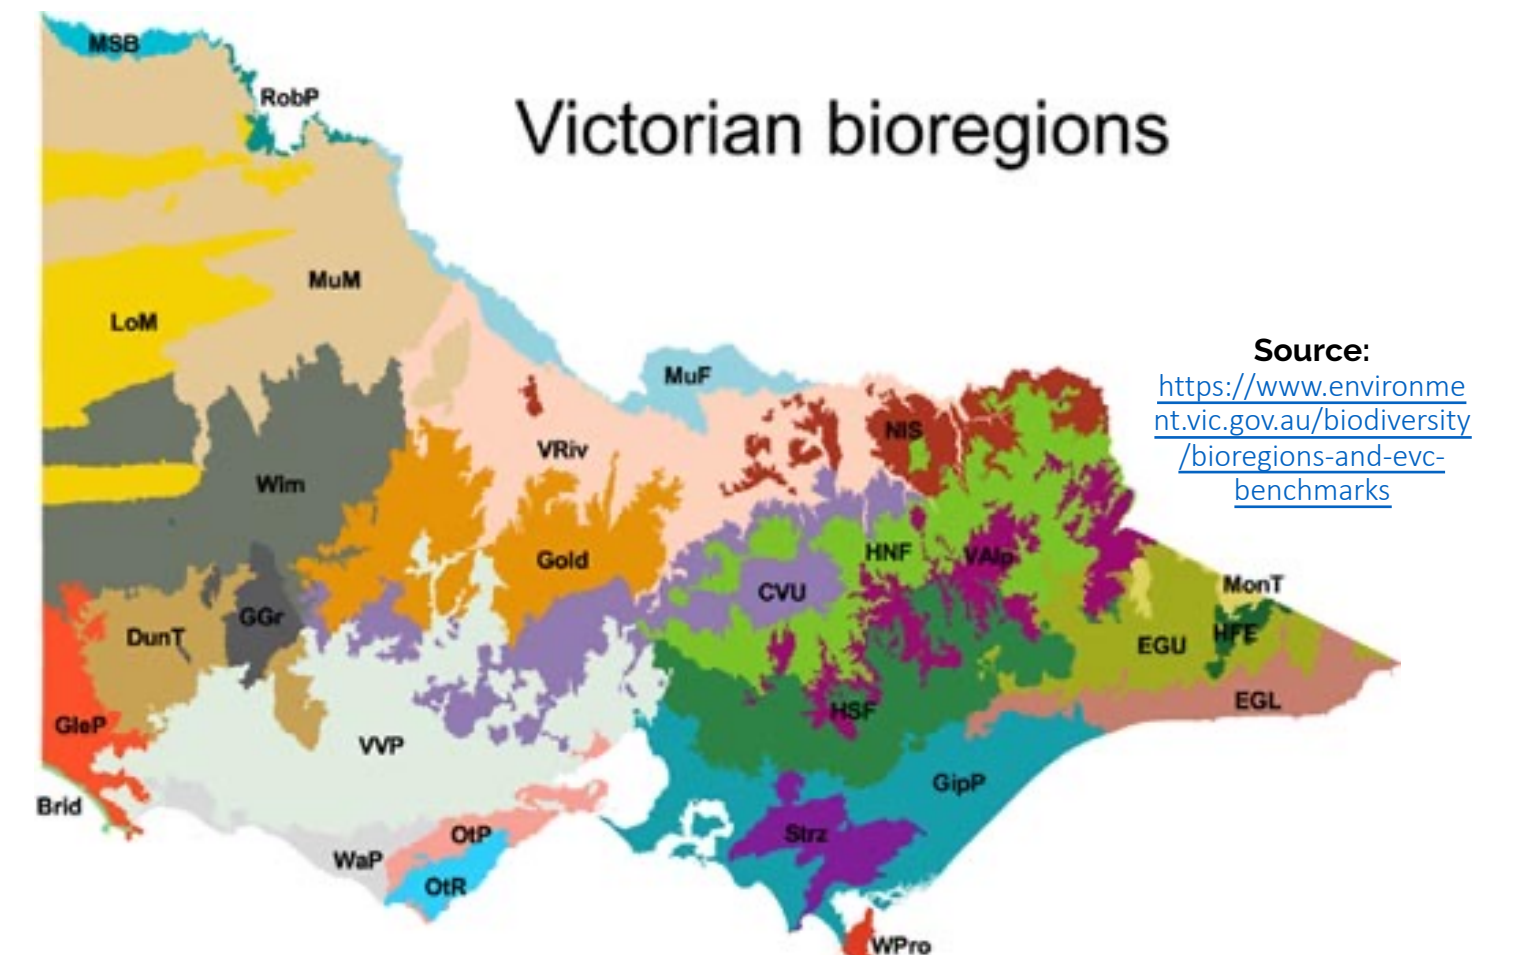 MSB
RobP
Victorian bioregions
MuM
LoM
Source:
https://www.environme
nt.vic.gov.au/biodiversity
/bioregions-and-evc-
benchmarks
MuF
NIS
VRiv
Wim
Gold
HNF
VAlp
CVU
MonT
GGr
DunT
HFE
EGU
EGL
HSF
GleP
VVP
GipP
Brid
OtP
Strz
WaP
OtR
WPro